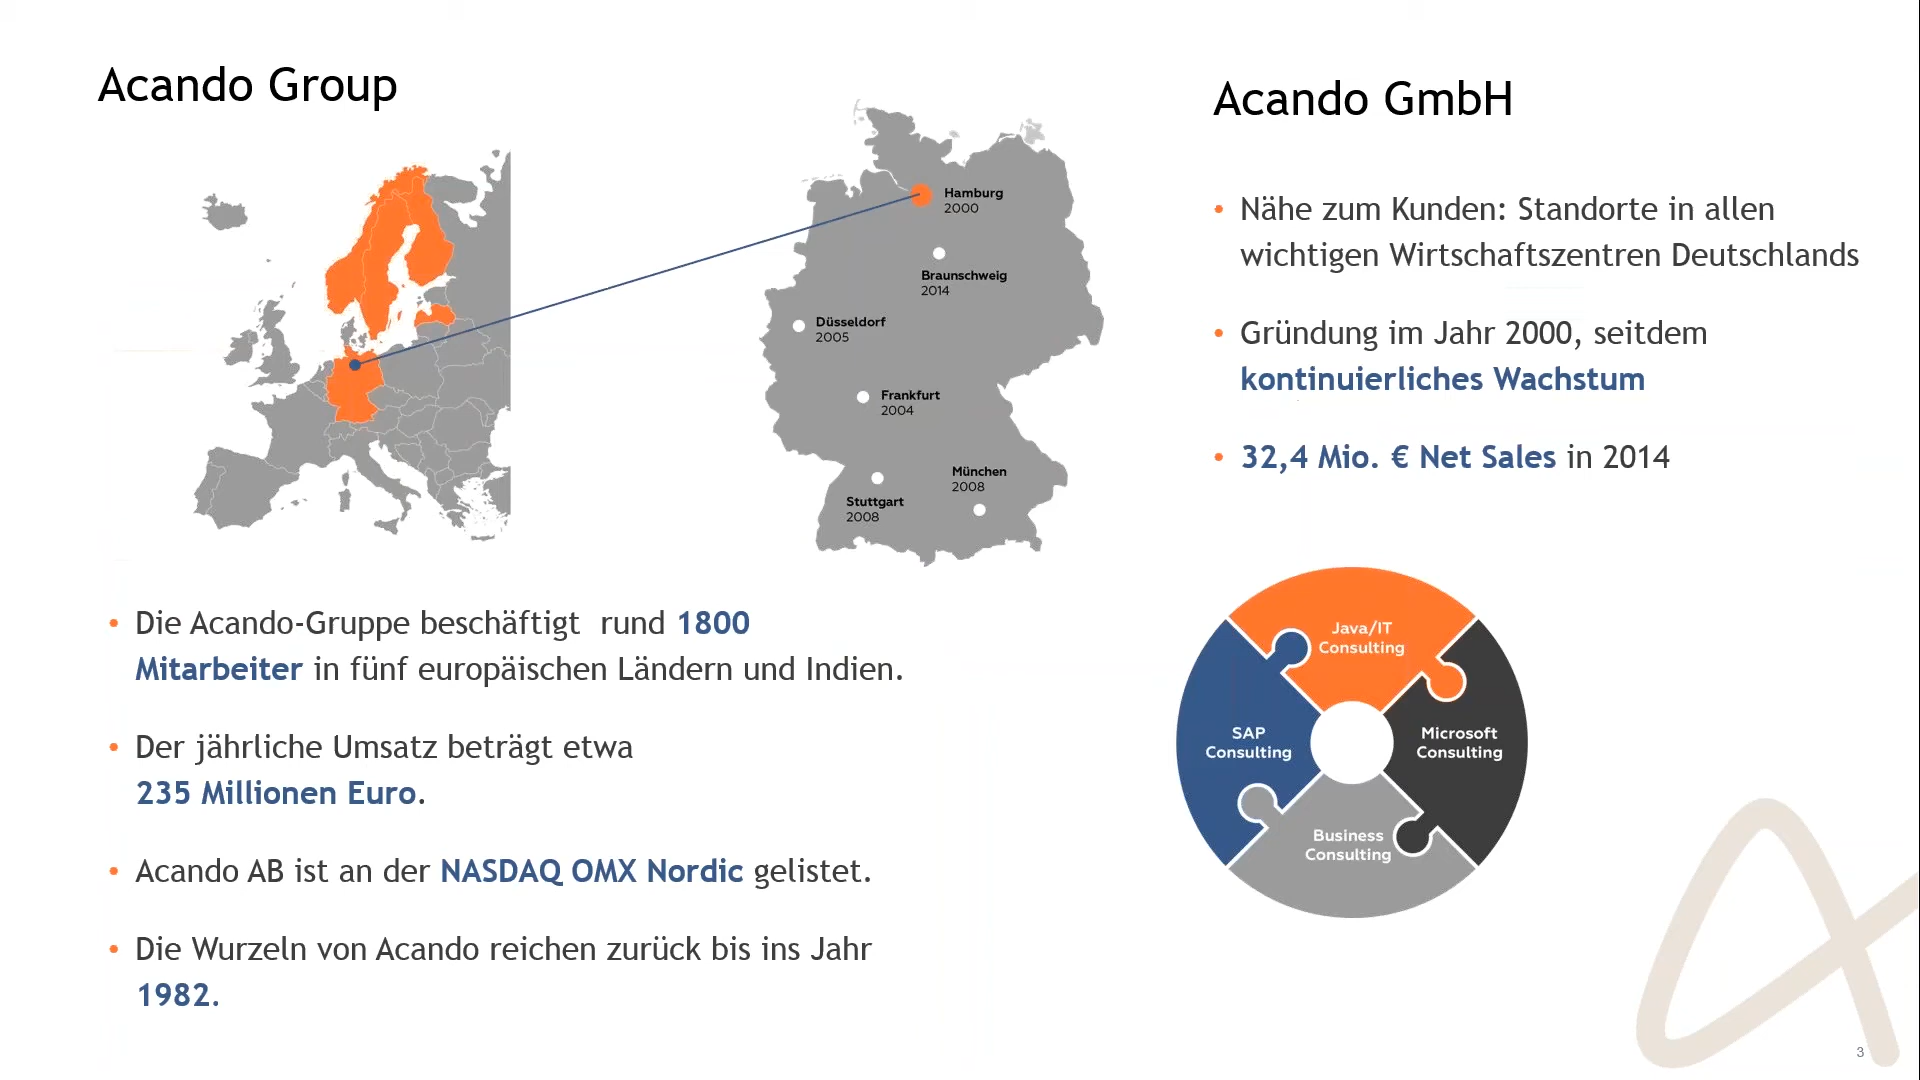 Acando Group
Hamburg
2000
Braunschweig
2014
Düsseldorf
2005
Frankfurt
2004
München
2008
Stuttgart
2008
Die Acando-Gruppe beschäftigt rund 1800
Mitarbeiter in fünf europäischen Ländern und Indien.
Der jährliche Umsatz beträgt etwa
235 Millionen Euro.
Acando AB ist an der NASDAQ OMX Nordic gelistet.
Die Wurzeln von Acando reichen zurück bis ins Jahr
1982.
Acando GmbH
Nähe zum Kunden: Standorte in allen
wichtigen Wirtschaftszentren Deutschlands
Gründung im Jahr 2000, seitdem
kontinuierliches Wachstum
32,4 Mio. € Net Sales in 2014
Java/IT
Consulting
SAP
Consulting
Microsoft
Consulting
Business
Consulting
3